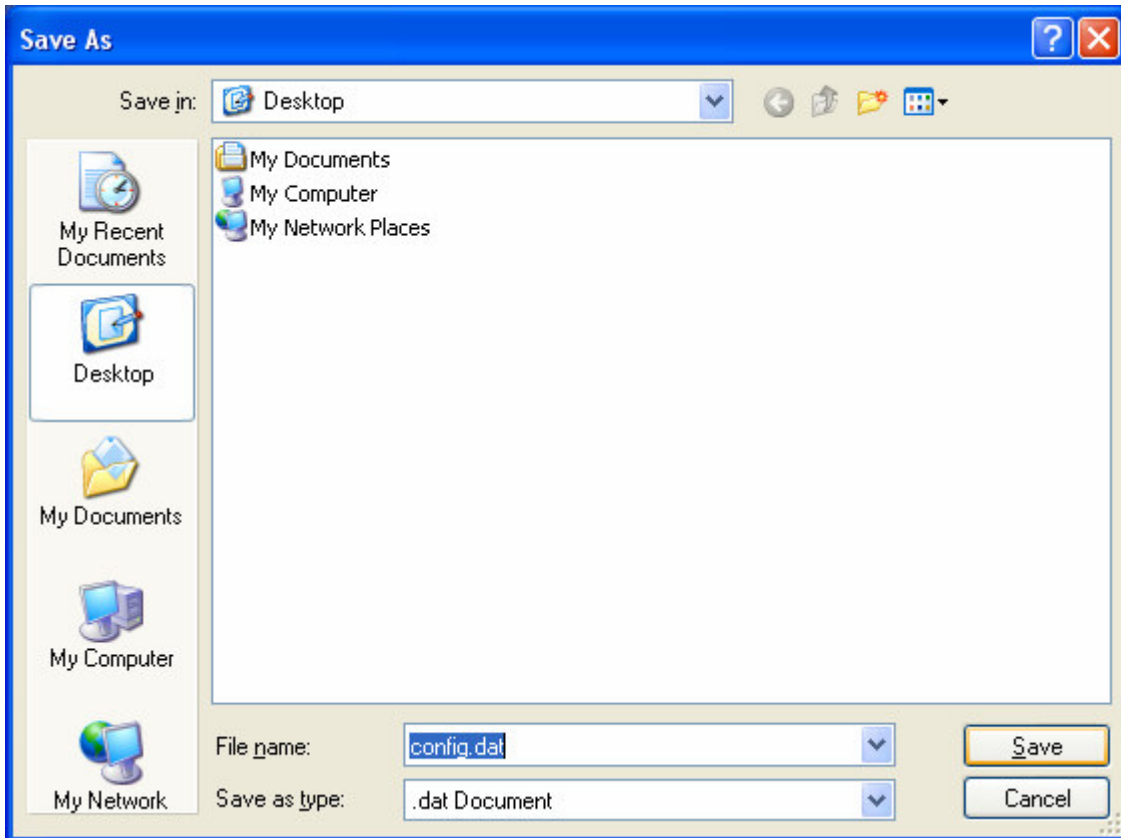 Save As
Save in:
Desktop
My Recent
Documents
Desktop
My Documents
My Computer
My Network
My Documents
My Computer
My Network Places
File name:
config.dat
Save
Save as type:
.dat Document
Cancel